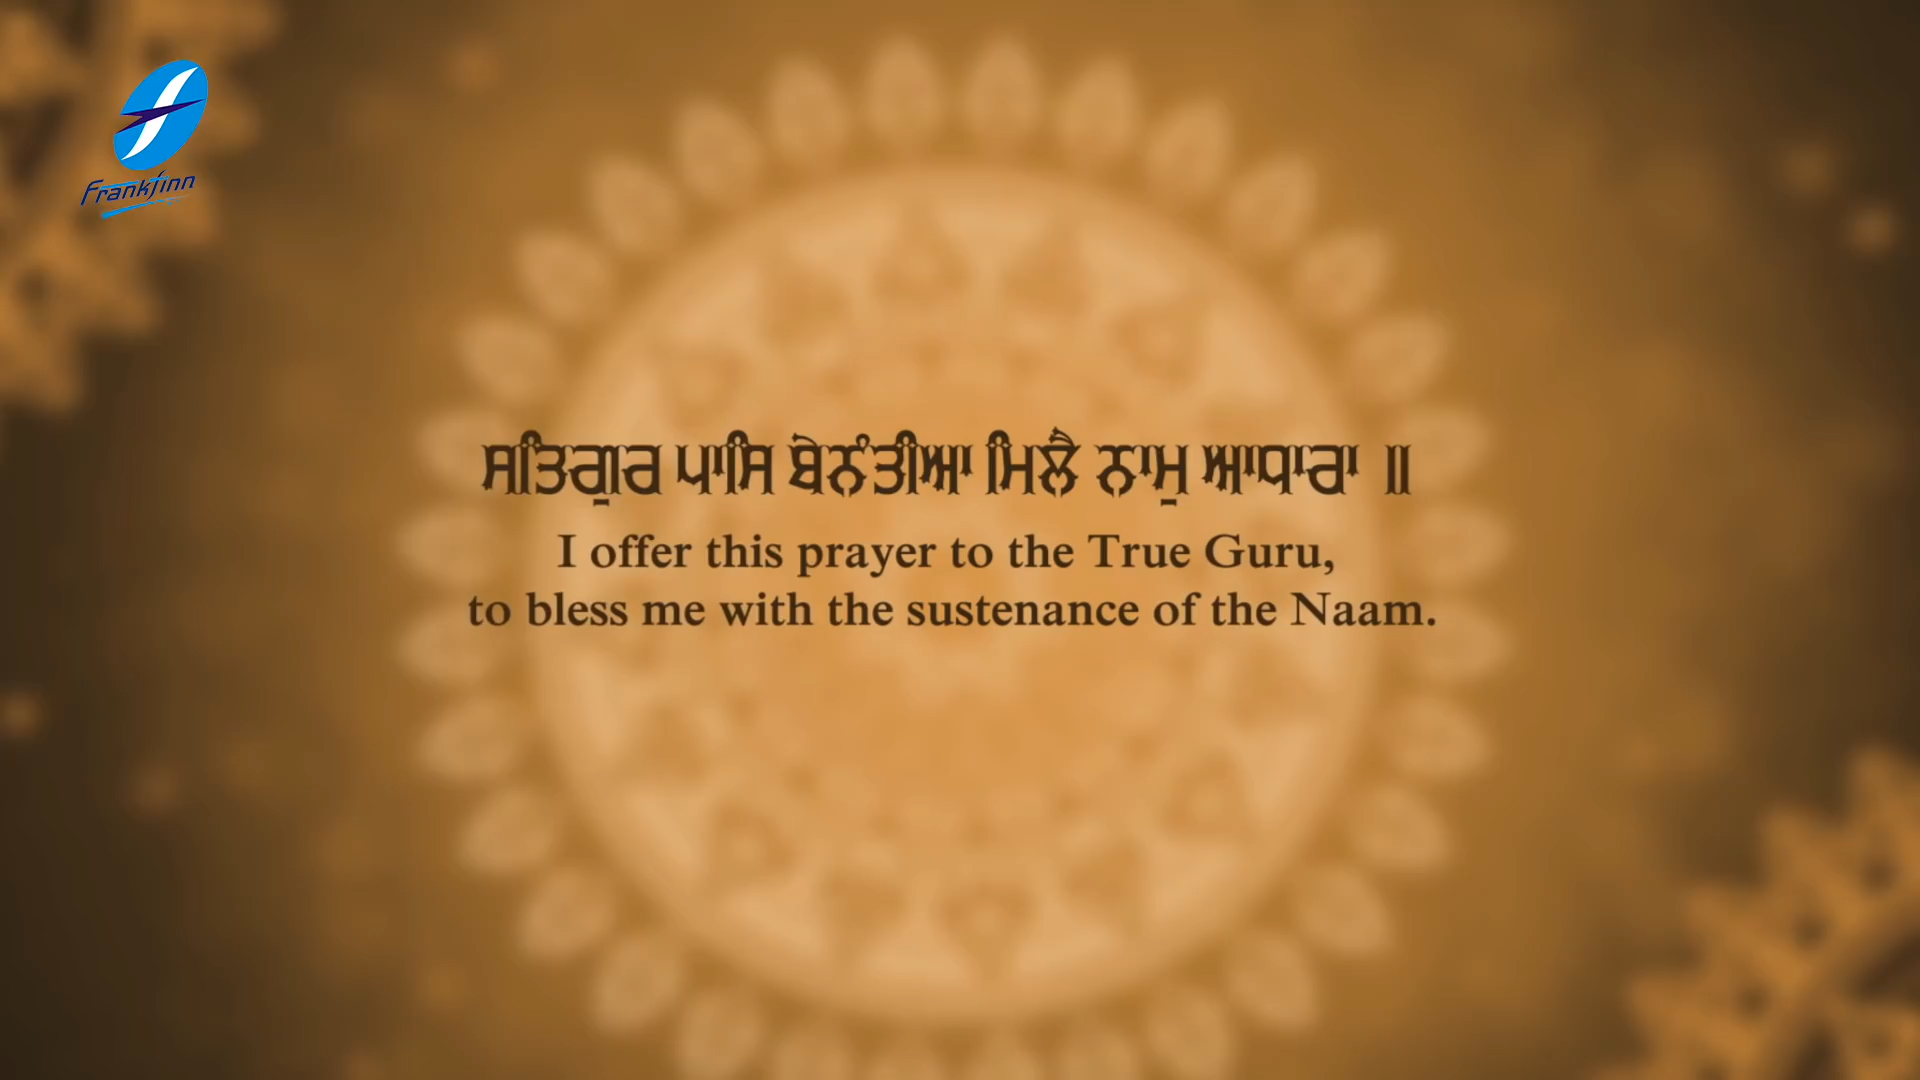 Frankfinn
ਸਤਿਗੁਰ ਪਾਸਿ ਬੇਨੰਤੀਆ ਮਿਲੈ ਨਾਮੁ ਆਧਾਰਾ ॥
I offer this prayer to the True Guru,
to bless me with the sustenance of the Naam.